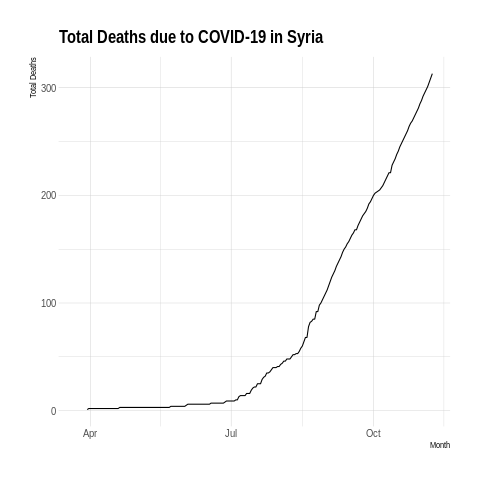 Total Deaths due to COVID-19 in Syria
Total Deaths
300
200
100
0
Apr Jul Oct
Month